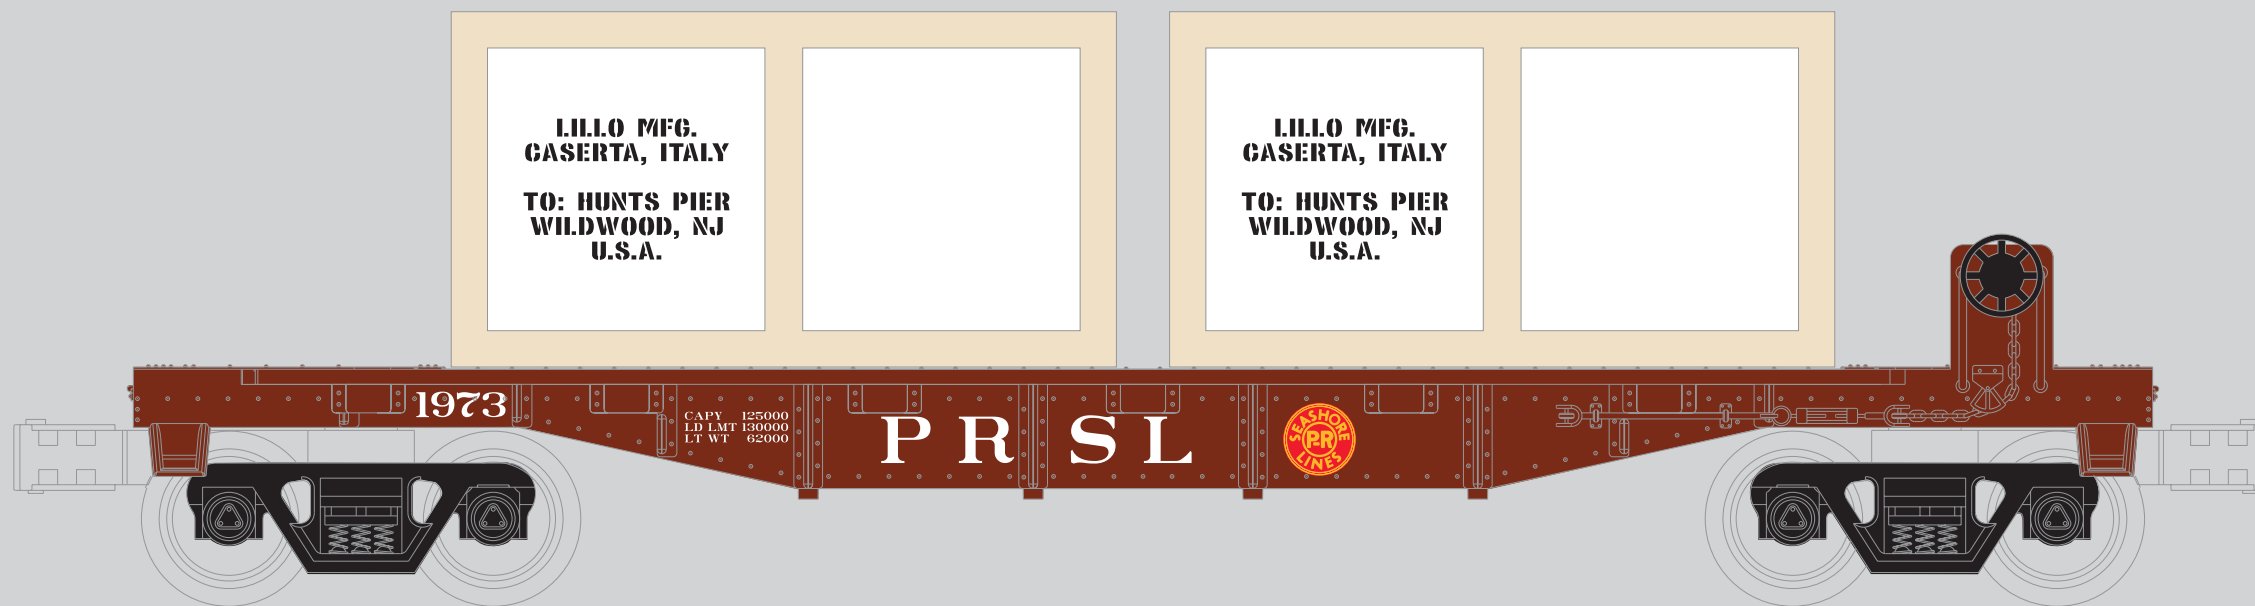 LILLO MFG.
CASERTA, ITALY
TO: HUNTS PIER
WILDWOOD, NJ
U.S.A.
LILLO MFG.
CASERTA, ITALY
TO: HUNTS PIER
WILDWOOD, NJ
U.S.A.
1973
CAPY 125000
LD LMT 130000
LT WT 62000
PRSL
SEASHORE
PR
LINES